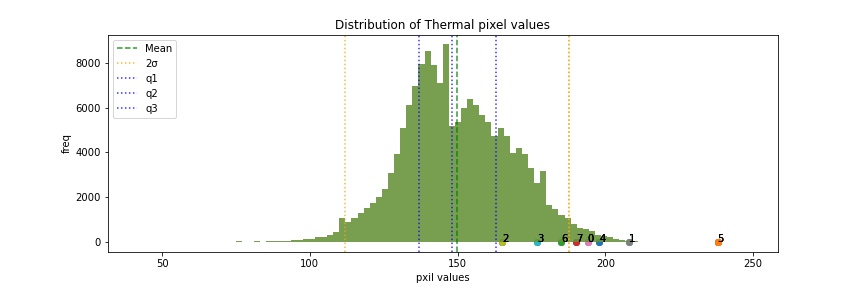 Distribution of Thermal pixel values
Mean
2σ
q1
q2
q3
freq
8000
6000
4000
2000
0
2 3 6 7 0 4 1 5
50 100 150 200 250
pxil values